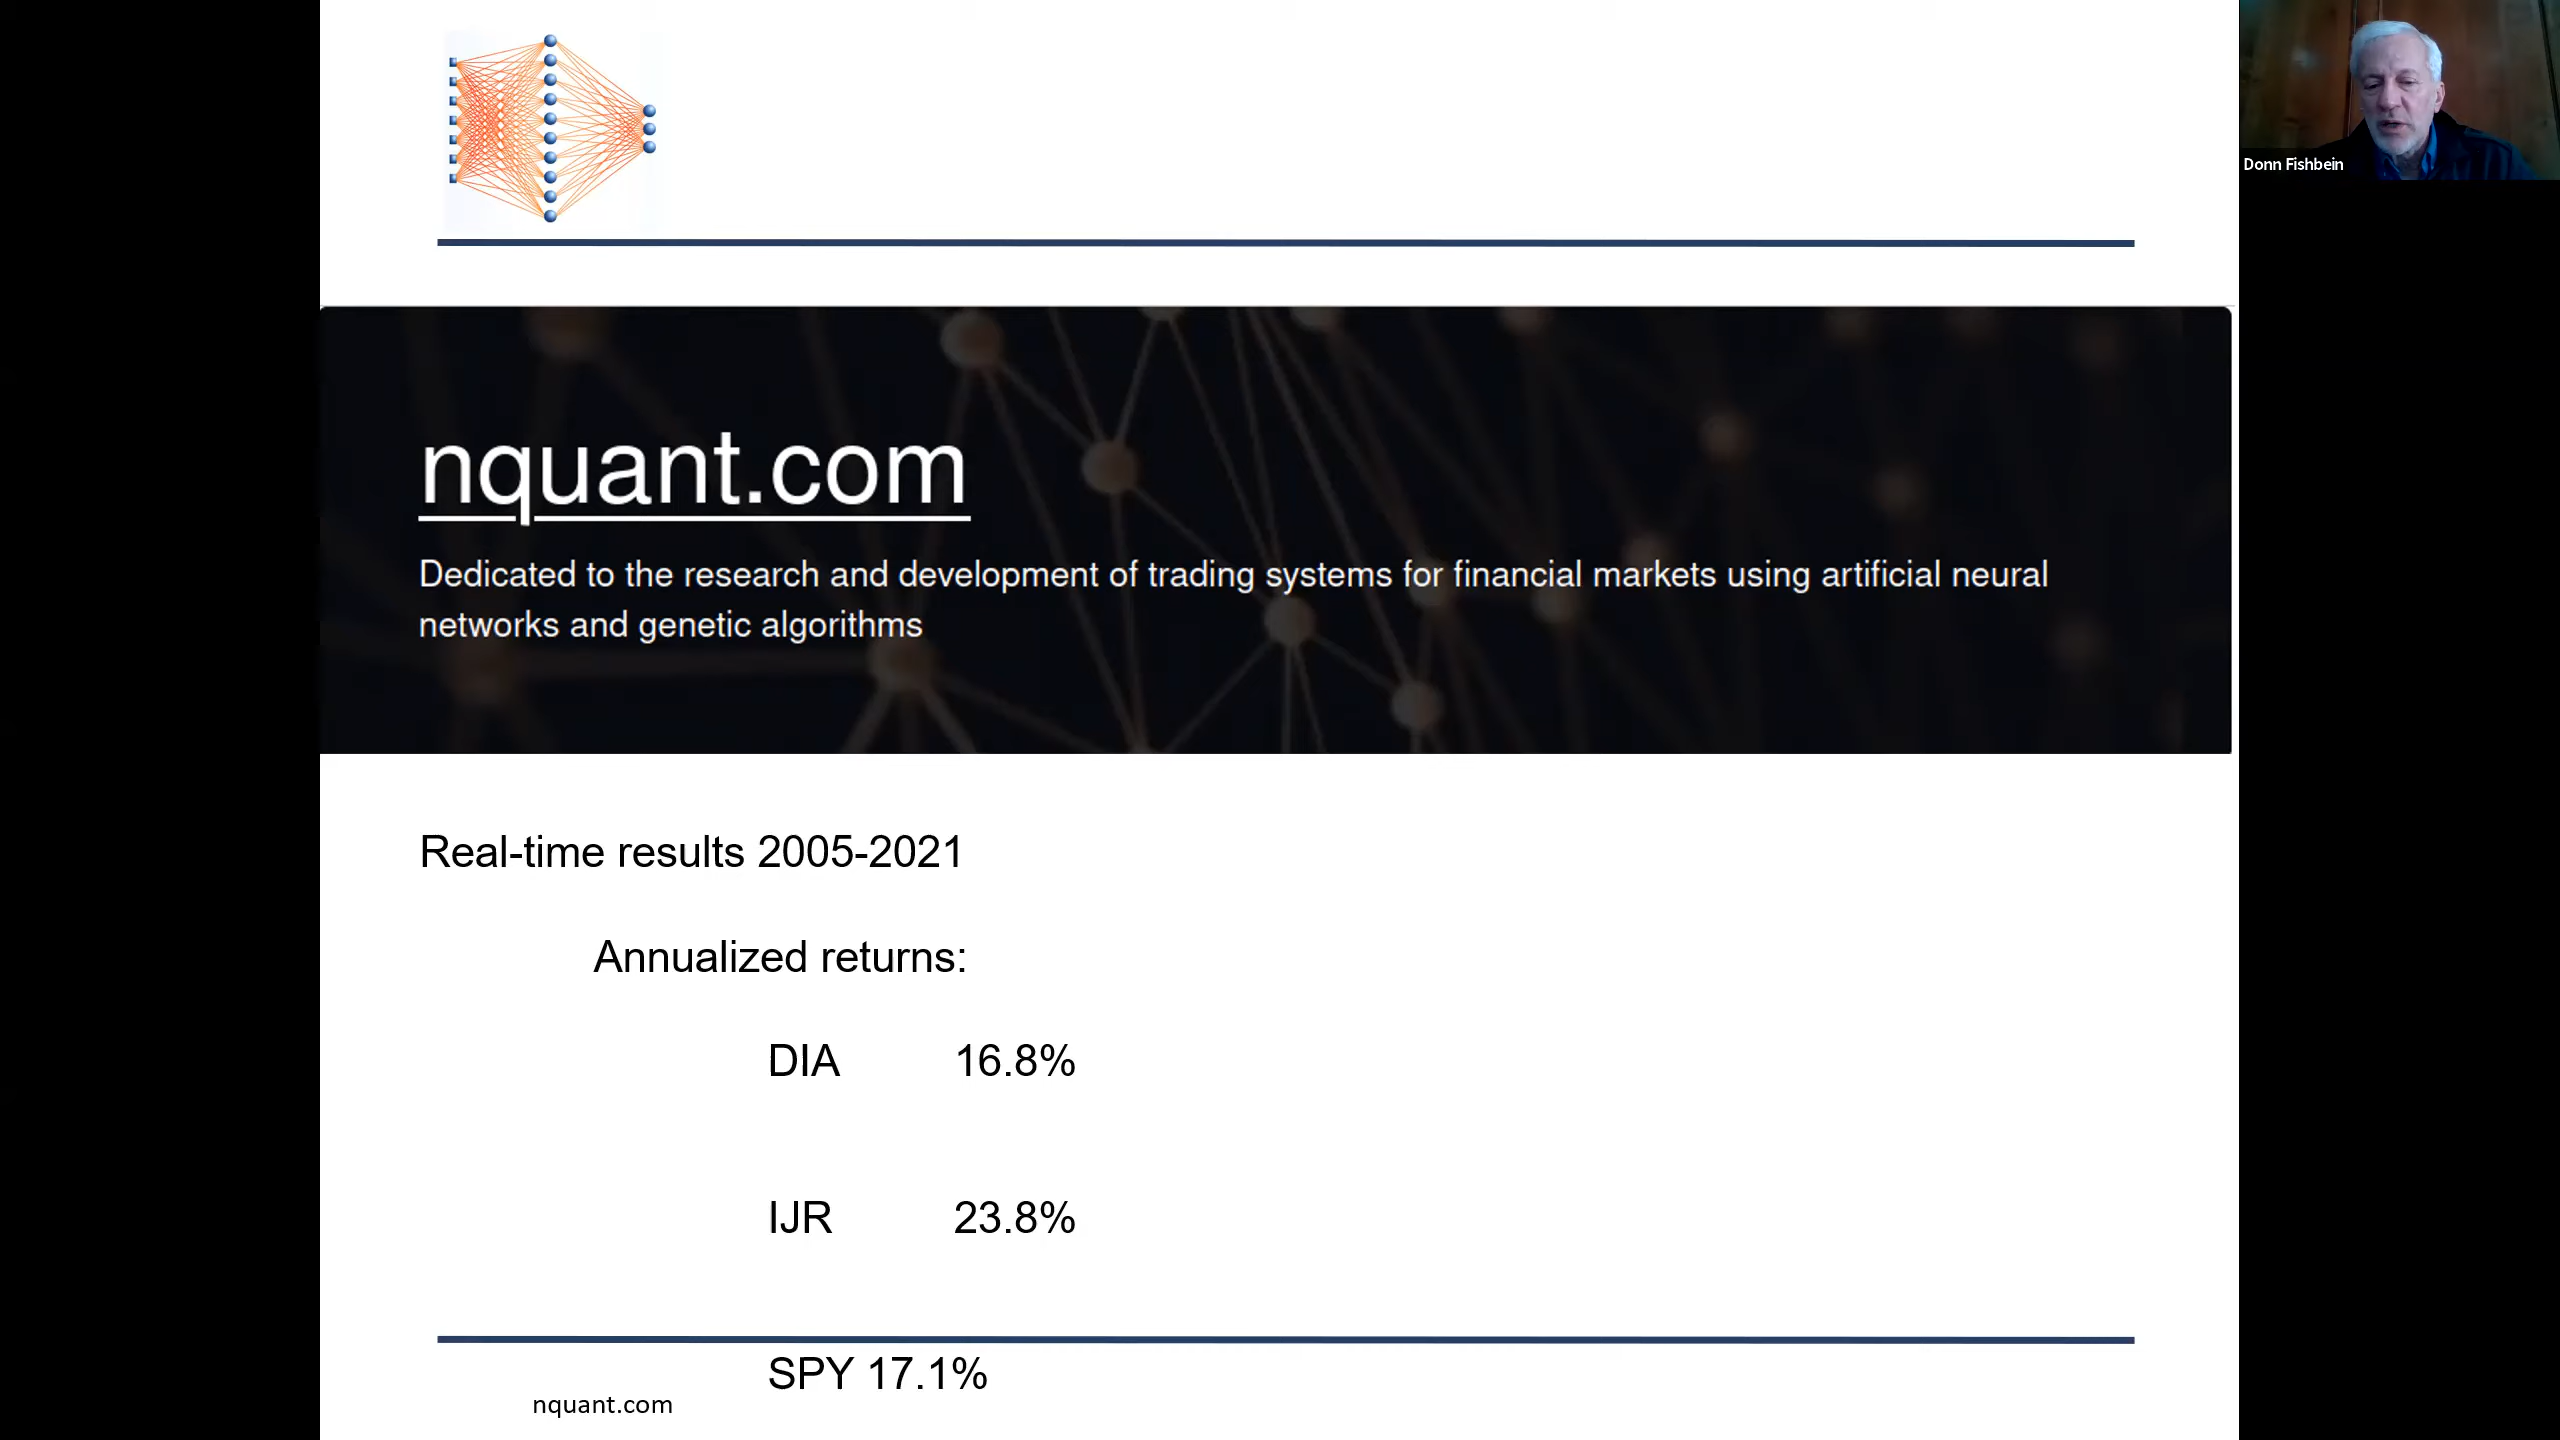 Donn Fishbein
nquant.com
Dedicated to the research and development of trading systems for financial markets using artificial neural
networks and genetic algorithms
Real-time results 2005-2021
Annualized returns:
DIA 16.8%
IJR 23.8%
SPY 17.1%
nquant.com